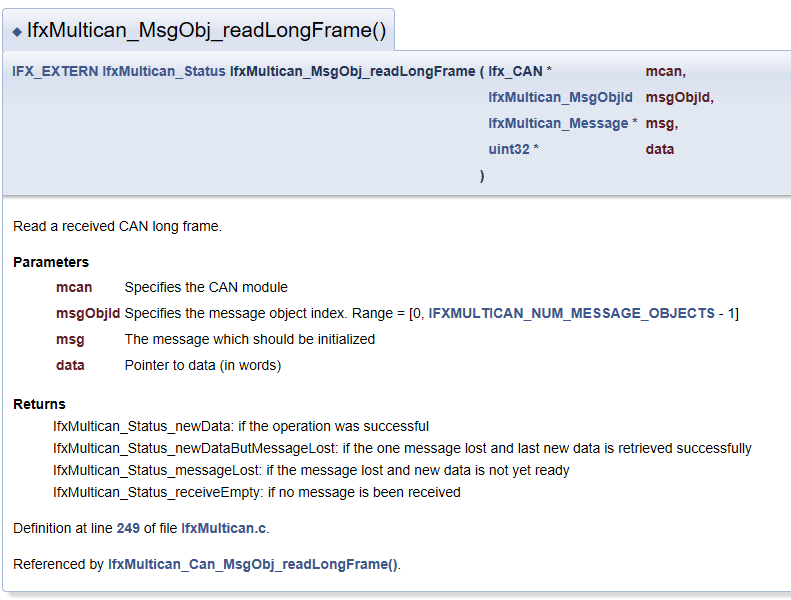 IfxMultican_MsgObj_readLongFrame()
IFX_EXTERN IfxMultican_Status IfxMultican_MsgObj_readLongFrame ( Ifx_CAN * mcan,
IfxMultican_MsgObjId msgObjId,
IfxMultican_Message * msg,
uint32 * data
)
Read a received CAN long frame.
Parameters
mcan Specifies the CAN module
msgObjId Specifies the message object index. Range = [0, IFXMULTICAN_NUM_MESSAGE_OBJECTS - 1]
msg The message which should be initialized
data Pointer to data (in words)
Returns
IfxMultican_Status_newData: if the operation was successful
IfxMultican_Status_newDataButMessageLost: if the one message lost and last new data is retrieved successfully
IfxMultican_Status_messageLost: if the message lost and new data is not yet ready
IfxMultican_Status_receiveEmpty: if no message is been received
Definition at line 249 of file IfxMultican.c.
Referenced by IfxMultican_Can_MsgObj_readLongFrame().